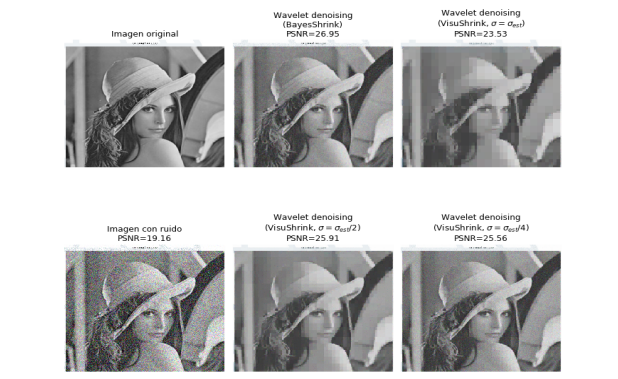 Imagen original
Wavelet denoising
(BayesShrink)
PSNR=26.95
Wavelet denoising
(VisuShrink, σ = σest)
PSNR=23.53
Imagen con ruido
PSNR=19.16
Wavelet denoising
(VisuShrink, σ = σest/2)
PSNR=25.91
Wavelet denoising
(VisuShrink, σ = σest/4)
PSNR=25.56